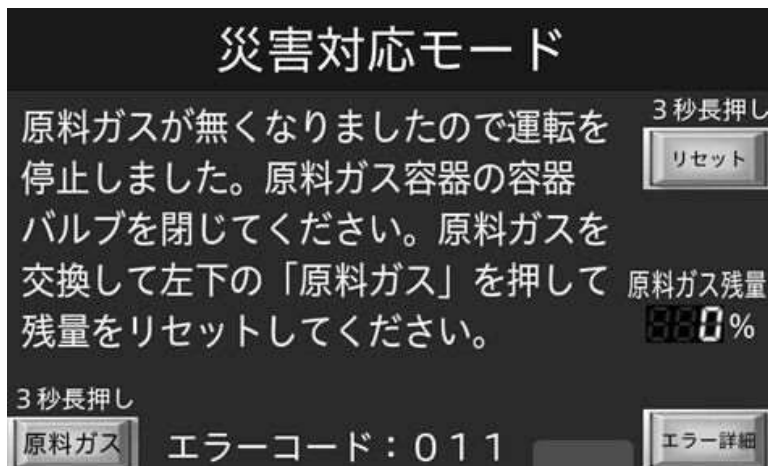 災害対応モード
原料ガスが無くなりましたので運転を
停止しました。原料ガス容器の容器
バルブを閉じてください。原料ガスを
交換して左下の「原料ガス」を押して
残量をリセットしてください。
3秒長押し
リセット
原料ガス残量
0%
3秒長押し
原料ガス
エラーコード:011
エラー詳細